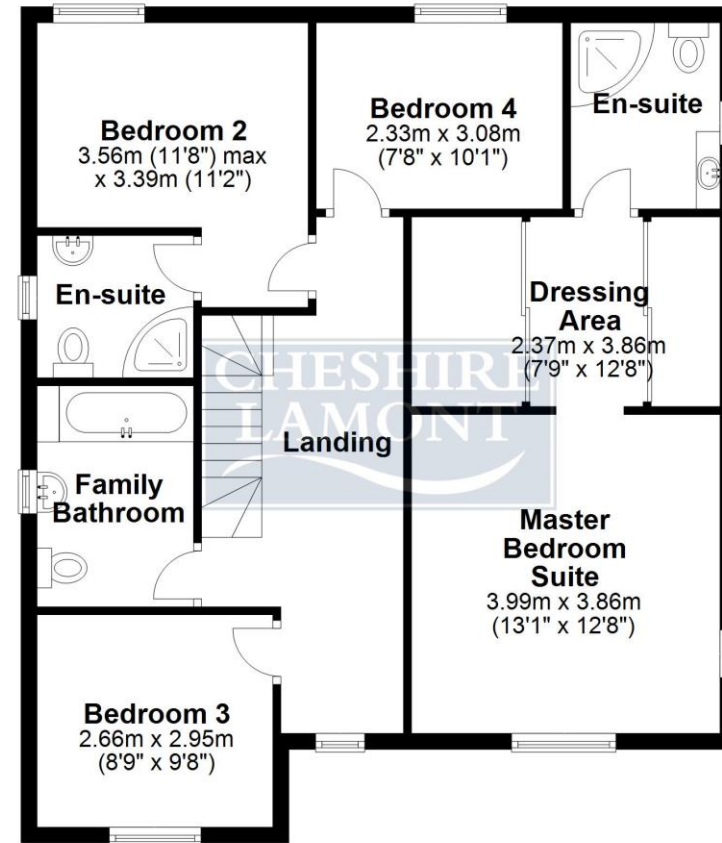 Bedroom 2
3.56m (11'8") max
x 3.39m (11'2")
Bedroom 4
2.33m x 3.08m
(7'8" x 10'1")
En-suite
En-suite
Dressing
Area
2.37m x 3.86m
(7'9" x 12'8")
CHESHIRE
LAMONT
Landing
Family
Bathroom
Master
Bedroom
Suite
3.99m x 3.86m
(13'1" x 12'8")
Bedroom 3
2.66m x 2.95m
(8'9" x 9'8")